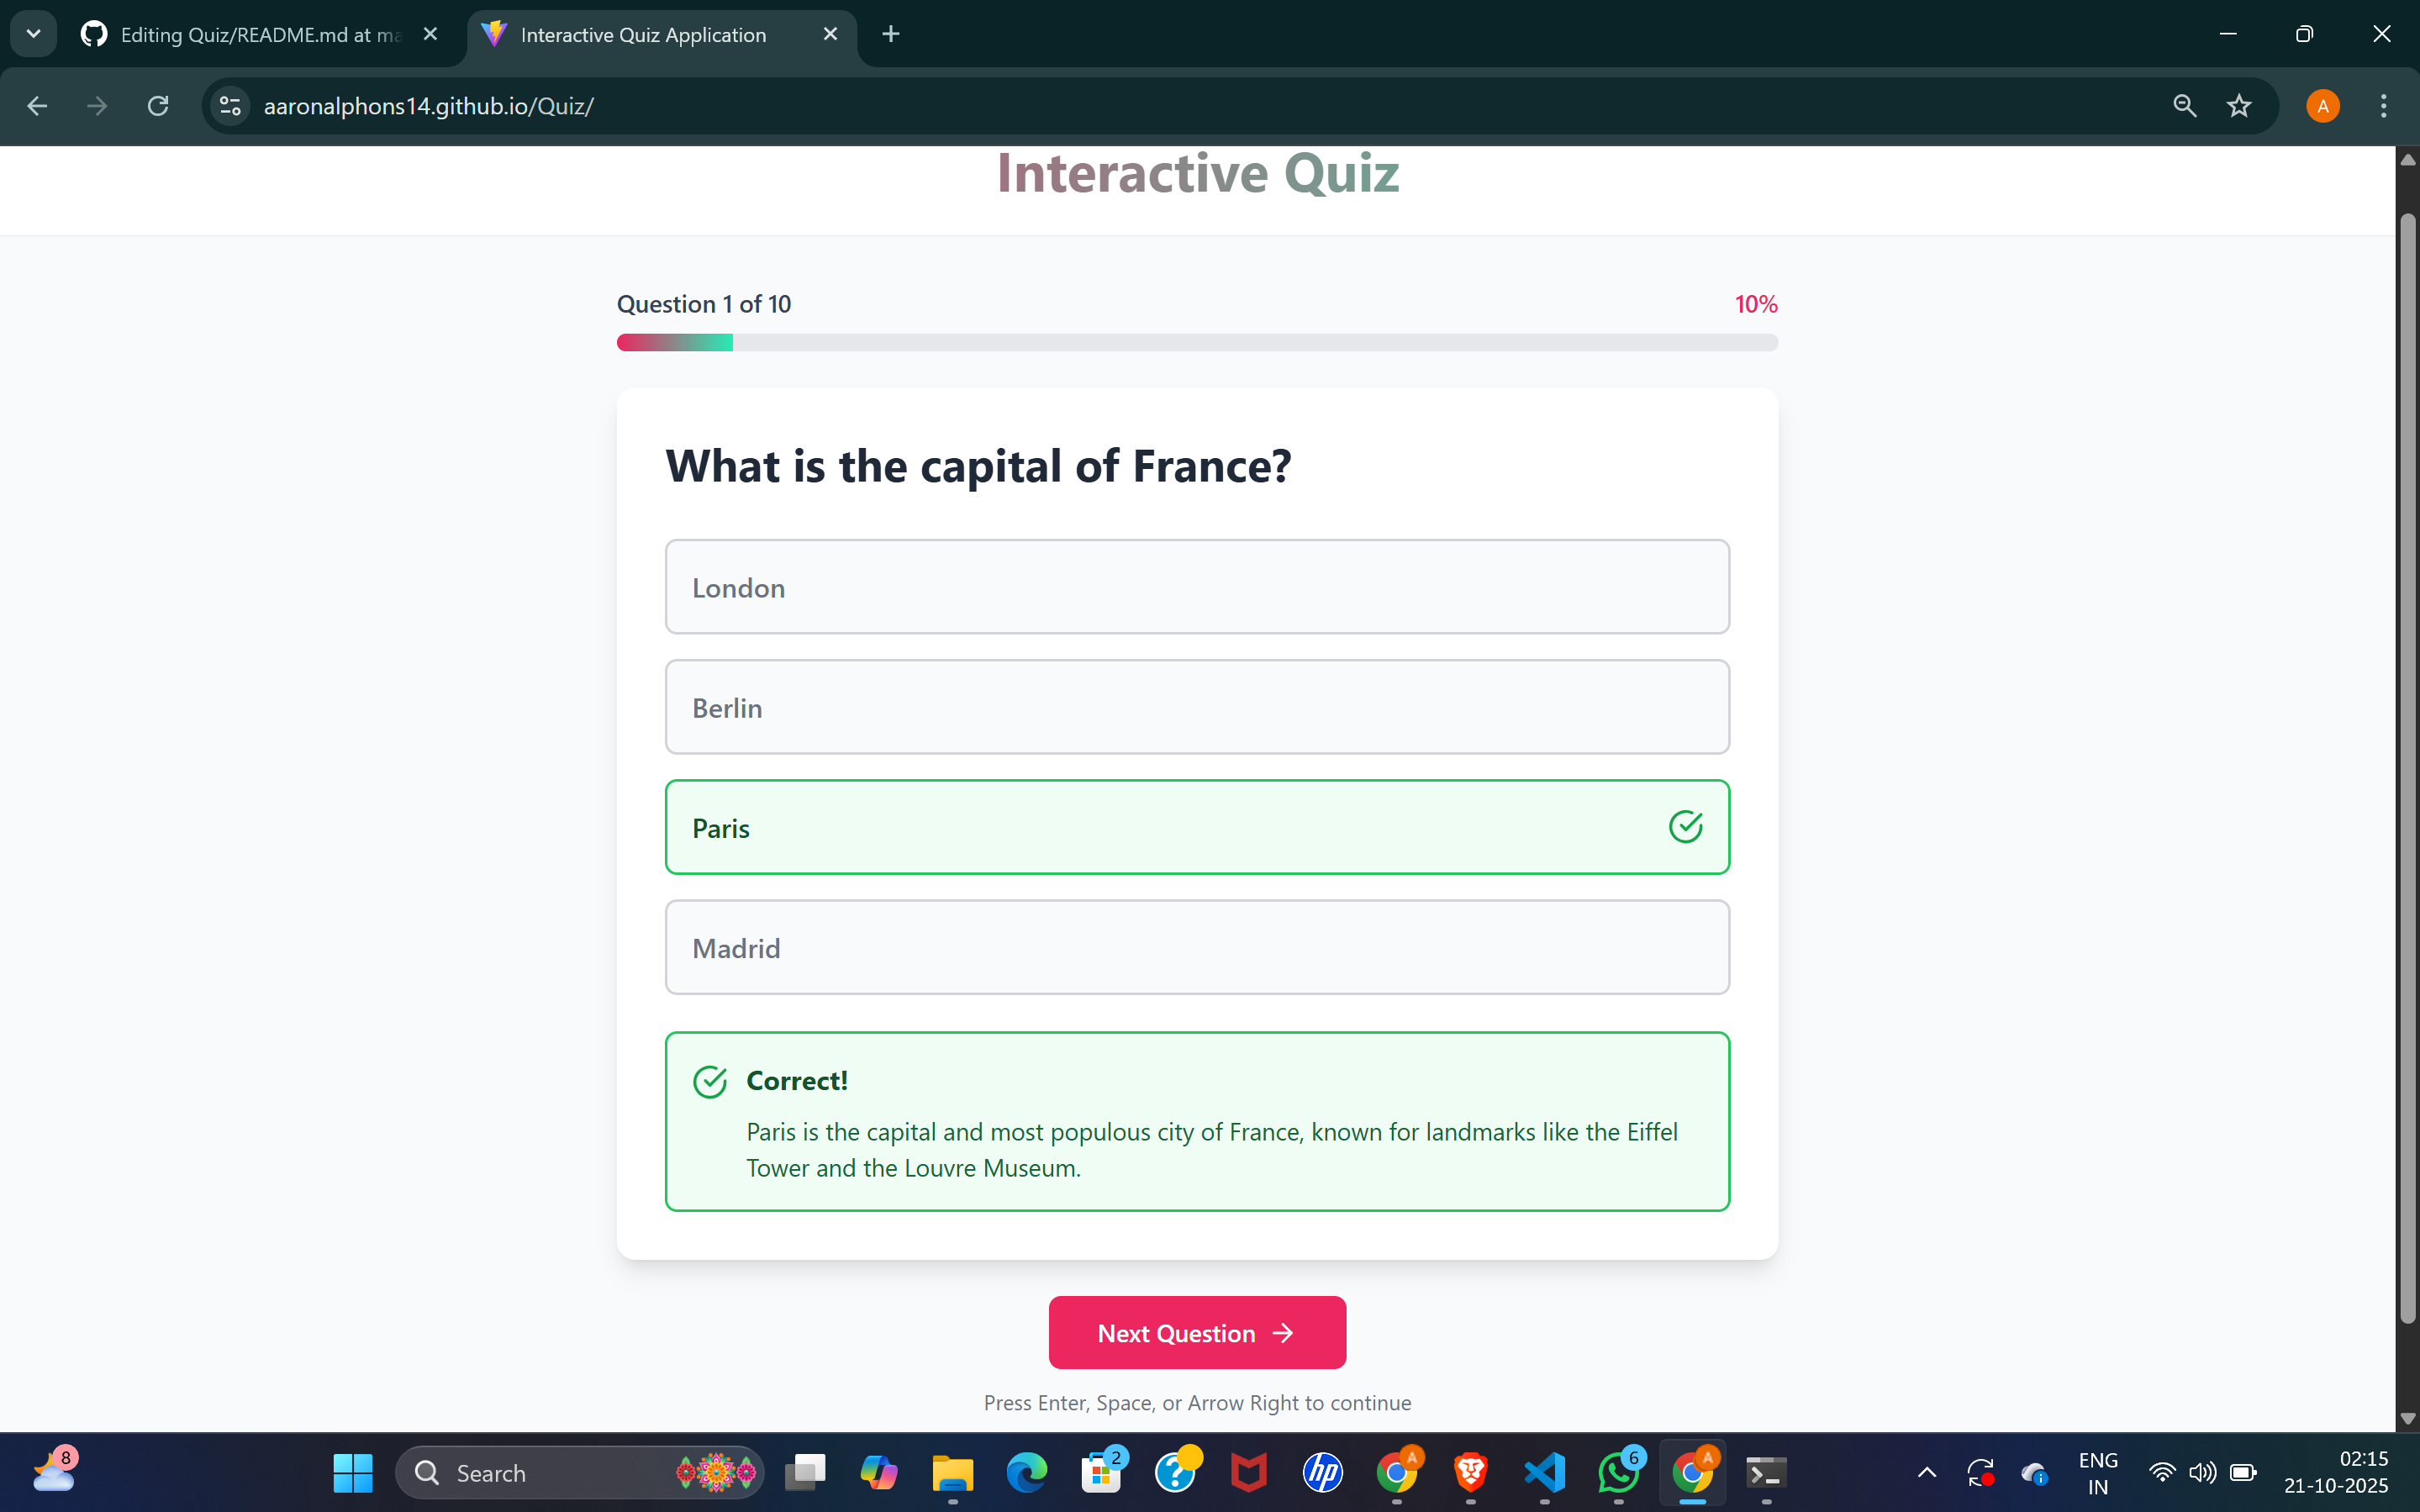 Editing Quiz/README.md at ma
Interactive Quiz Application
aaronalphons14.github.io/Quiz/
A
Interactive Quiz
Question 1 of 10
10%
What is the capital of France?
London
Berlin
Paris
Madrid
Correct!
Paris is the capital and most populous city of France, known for landmarks like the Eiffel
Tower and the Louvre Museum.
Next Question →
Press Enter, Space, or Arrow Right to continue
8
Search
2
?
hp
A
6
A
ENG
IN
02:15
21-10-2025